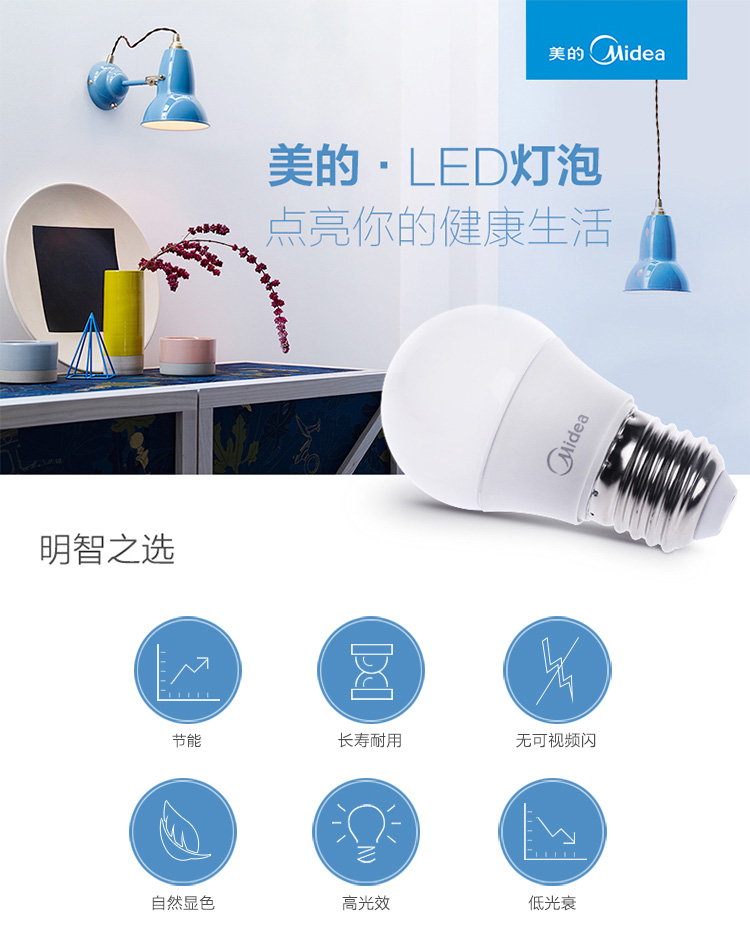 美的 Midea
美的·LED灯泡
点亮你的健康生活
Midea
明智之选
节能
长寿耐用
无可视频闪
自然显色
高光效
低光衰